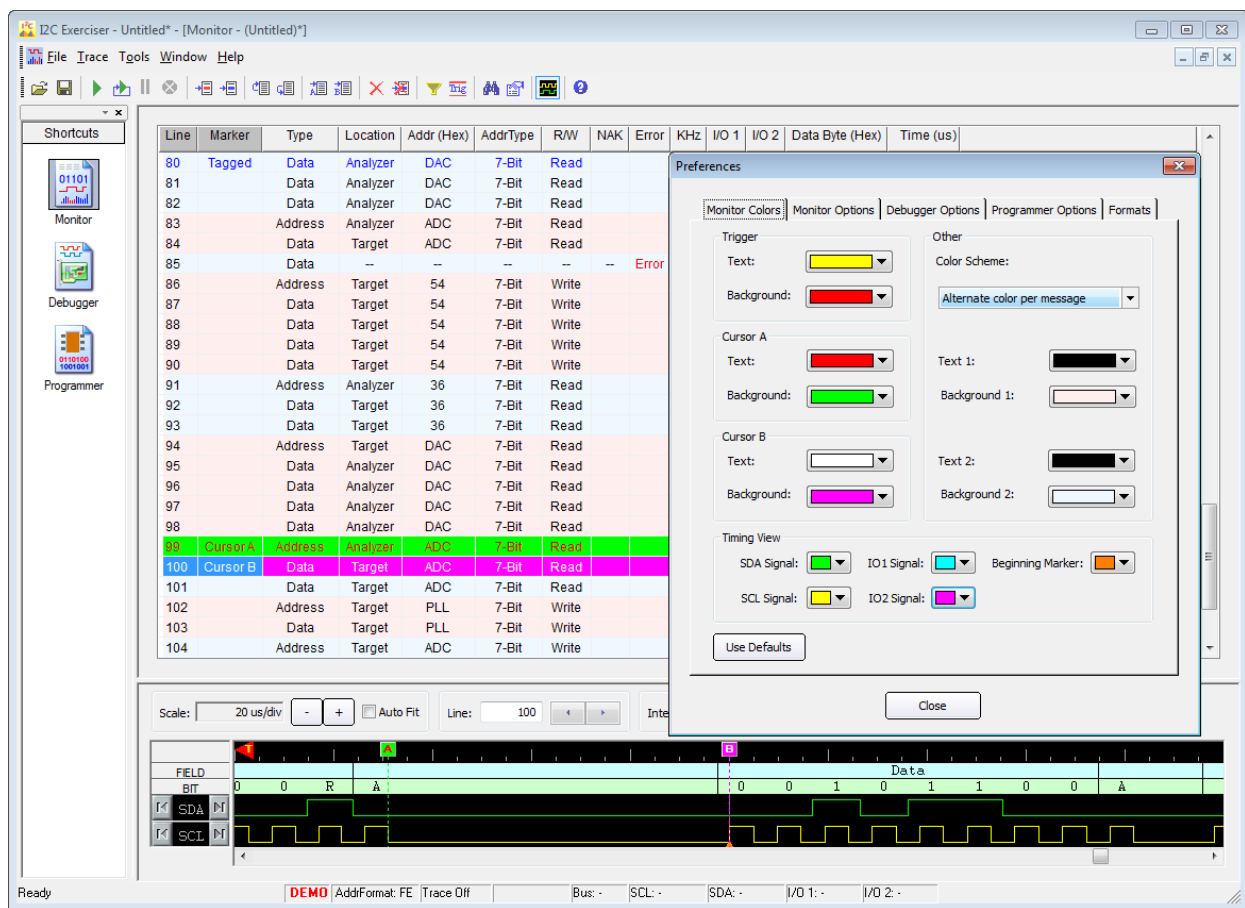 I2C Exerciser - Untitled* - [Monitor - (Untitled)*]
File Trace Tools Window Help
Shortcuts
Monitor
Debugger
Programmer
Line Marker Type Location Addr (Hex) AddrType R/W NAK Error KHz I/O 1 I/O 2 Data Byte (Hex) Time (us)
80 Tagged Data Analyzer DAC 7-Bit Read
81 Data Analyzer DAC 7-Bit Read
82 Data Analyzer DAC 7-Bit Read
83 Address Analyzer ADC 7-Bit Read
84 Data Target ADC 7-Bit Read
85 Data -- -- -- -- -- Error
86 Address Target 54 7-Bit Write
87 Data Target 54 7-Bit Write
88 Data Target 54 7-Bit Write
89 Data Target 54 7-Bit Write
90 Data Target 54 7-Bit Write
91 Address Analyzer 36 7-Bit Read
92 Data Target 36 7-Bit Read
93 Data Target 36 7-Bit Read
94 Address Target DAC 7-Bit Read
95 Data Analyzer DAC 7-Bit Read
96 Data Analyzer DAC 7-Bit Read
97 Data Analyzer DAC 7-Bit Read
98 Data Analyzer DAC 7-Bit Read
99 Cursor A Address Analyzer ADC 7-Bit Read
100 Cursor B Data Target ADC 7-Bit Read
101 Data Target ADC 7-Bit Read
102 Address Target PLL 7-Bit Write
103 Data Target PLL 7-Bit Write
104 Address Target ADC 7-Bit Write
Preferences
Monitor Colors Monitor Options Debugger Options Programmer Options Formats
Trigger
Text:
Background:
Cursor A
Text:
Background:
Cursor B
Text:
Background:
Other
Color Scheme:
Alternate color per message
Text 1:
Background 1:
Text 2:
Background 2:
Timing View
SDA Signal: IO1 Signal: Beginning Marker:
SCL Signal: IO2 Signal:
Use Defaults
Close
Scale: 20 us/div - + Auto Fit Line: 100 Inte
T A B
FIELD Data
BIT 0 0 R A 0 0 1 0 1 1 0 0 A
SDA
SCL
Ready DEMO AddrFormat: FE Trace Off Bus: - SCL: - SDA: - I/O 1: - I/O 2: -